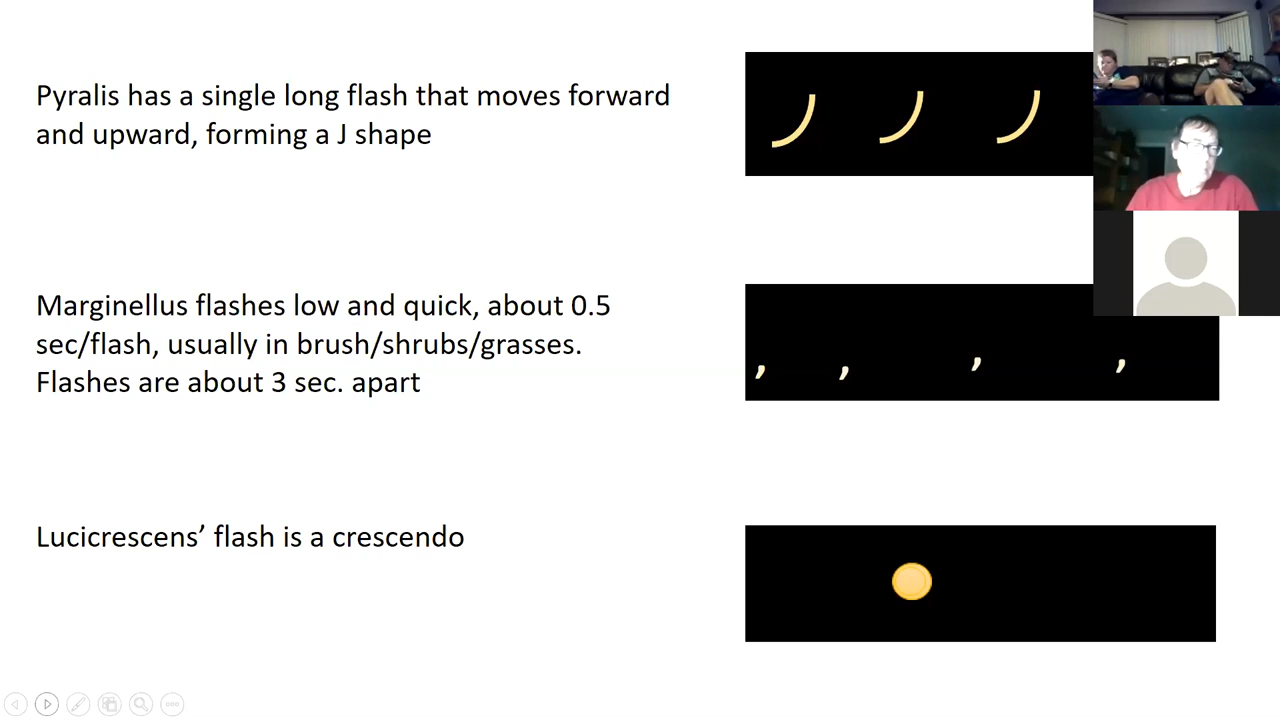 Pyralis has a single long flash that moves forward
and upward, forming a J shape
Marginellus flashes low and quick, about 0.5
sec/flash, usually in brush/shrubs/grasses.
Flashes are about 3 sec. apart
Lucicrescens’ flash is a crescendo